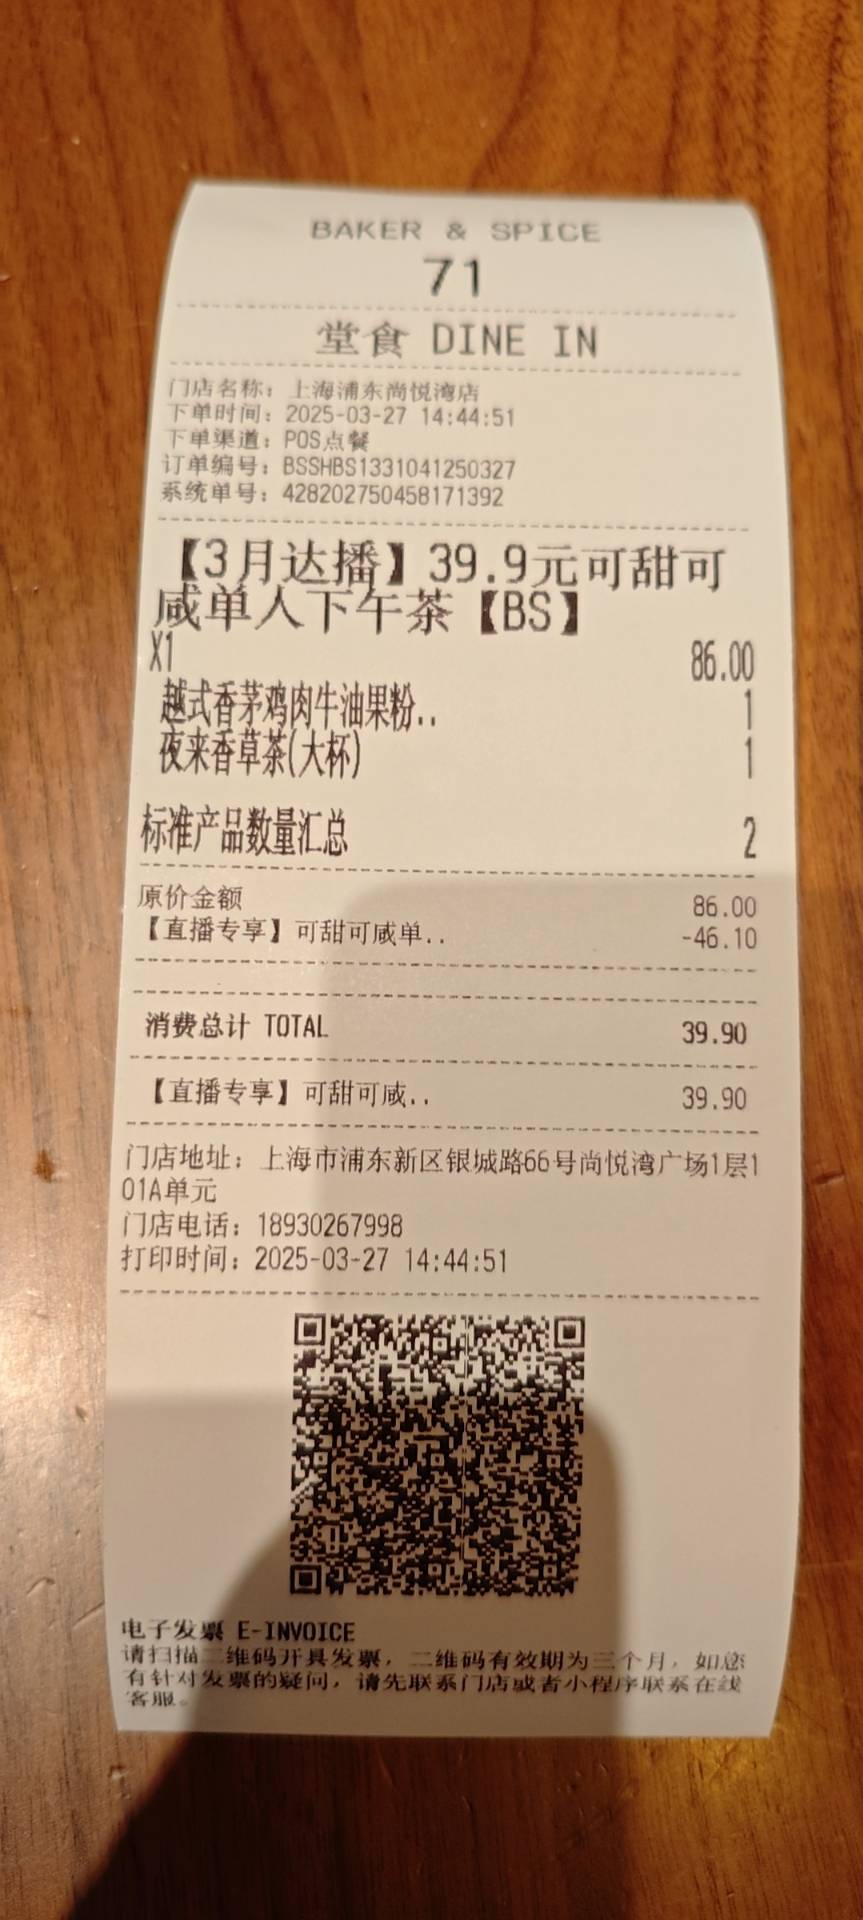 BAKER & SPICE
71
堂食 DINE IN
门店名称：上海浦东尚悦湾店
下单时间：2025-03-27 14:44:51
下单渠道：POS点餐
订单编号：BSSHBS1331041250327
系统单号：428202750458171392
【3月达播】39.9元可甜可
咸单人下午茶【BS】
X1 86.00
越式香茅鸡肉牛油果粉.. 1
夜来香草茶(大杯) 1
标准产品数量汇总 2
原价金额 86.00
【直播专享】可甜可咸单.. -46.10
消费总计 TOTAL 39.90
【直播专享】可甜可咸.. 39.90
门店地址：上海市浦东新区银城路66号尚悦湾广场1层1
01A单元
门店电话：18930267998
打印时间：2025-03-27 14:44:51
电子发票 E-INVOICE
请扫描二维码开具发票，二维码有效期为三个月，如您
有针对发票的疑问，请先联系门店或者小程序联系在线
客服。